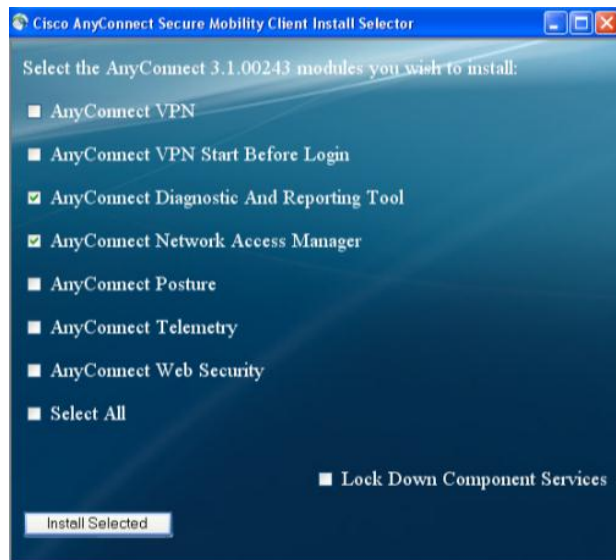 Cisco AnyConnect Secure Mobility Client Install Selector
Select the AnyConnect 3.1.00243 modules you wish to install:
AnyConnect VPN
AnyConnect VPN Start Before Login
AnyConnect Diagnostic And Reporting Tool
AnyConnect Network Access Manager
AnyConnect Posture
AnyConnect Telemetry
AnyConnect Web Security
Select All
Lock Down Component Services
Install Selected